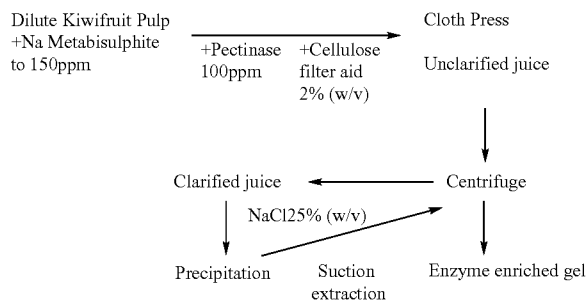 Dilute Kiwifruit Pulp
+Na Metabisulphite
to 150ppm
+Pectinase
100ppm
+Cellulose
filter aid
2% (w/v)
Cloth Press
Unclarified juice
Clarified juice
Centrifuge
NaCl25% (w/v)
Precipitation
Suction
extraction
Enzyme enriched gel